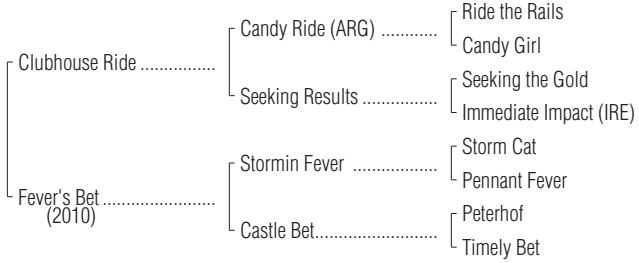 Ride the Rails
Candy Ride (ARG) ............
Candy Girl
Clubhouse Ride ................
Seeking the Gold
Seeking Results ................
Immediate Impact (IRE)
Storm Cat
Stormin Fever ..................
Pennant Fever
Fever's Bet ........................
(2010)
Peterhof
Castle Bet..........................
Timely Bet